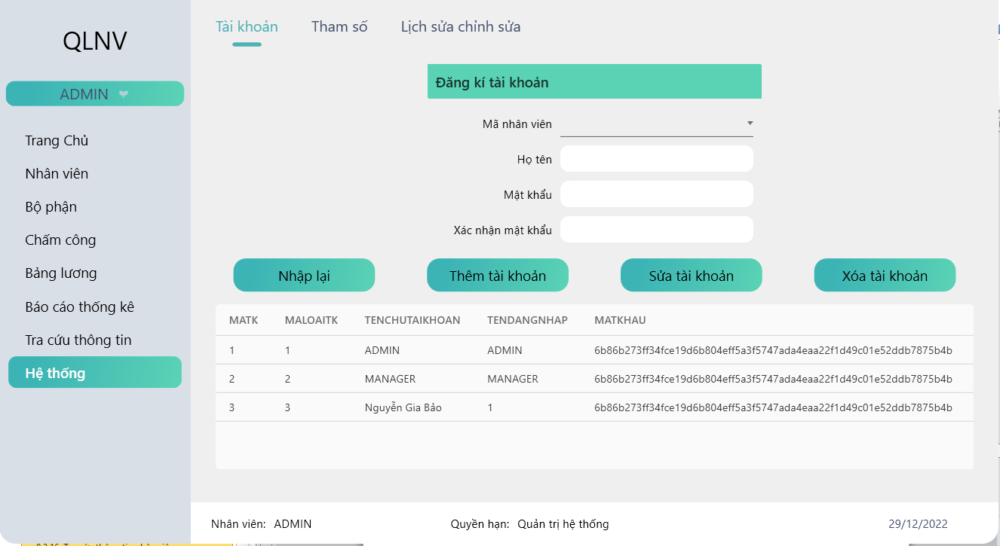 QLNV
ADMIN
Trang Chủ
Nhân viên
Bộ phận
Chấm công
Bảng lương
Báo cáo thống kê
Tra cứu thông tin
Hệ thống
Tài khoản Tham số Lịch sửa chỉnh sửa
Đăng kí tài khoản
Mã nhân viên
Họ tên
Mật khẩu
Xác nhận mật khẩu
Nhập lại Thêm tài khoản Sửa tài khoản Xóa tài khoản
MATK MALOAITK TENCHUTAIKHOAN TENDANGNHAP MATKHAU
1 1 ADMIN ADMIN 6b86b273ff34fce19d6b804eff5a3f5747ada4eaa22f1d49c01e52ddb7875b4b
2 2 MANAGER MANAGER 6b86b273ff34fce19d6b804eff5a3f5747ada4eaa22f1d49c01e52ddb7875b4b
3 3 Nguyễn Gia Bảo 1 6b86b273ff34fce19d6b804eff5a3f5747ada4eaa22f1d49c01e52ddb7875b4b
Nhân viên: ADMIN Quyền hạn: Quản trị hệ thống 29/12/2022